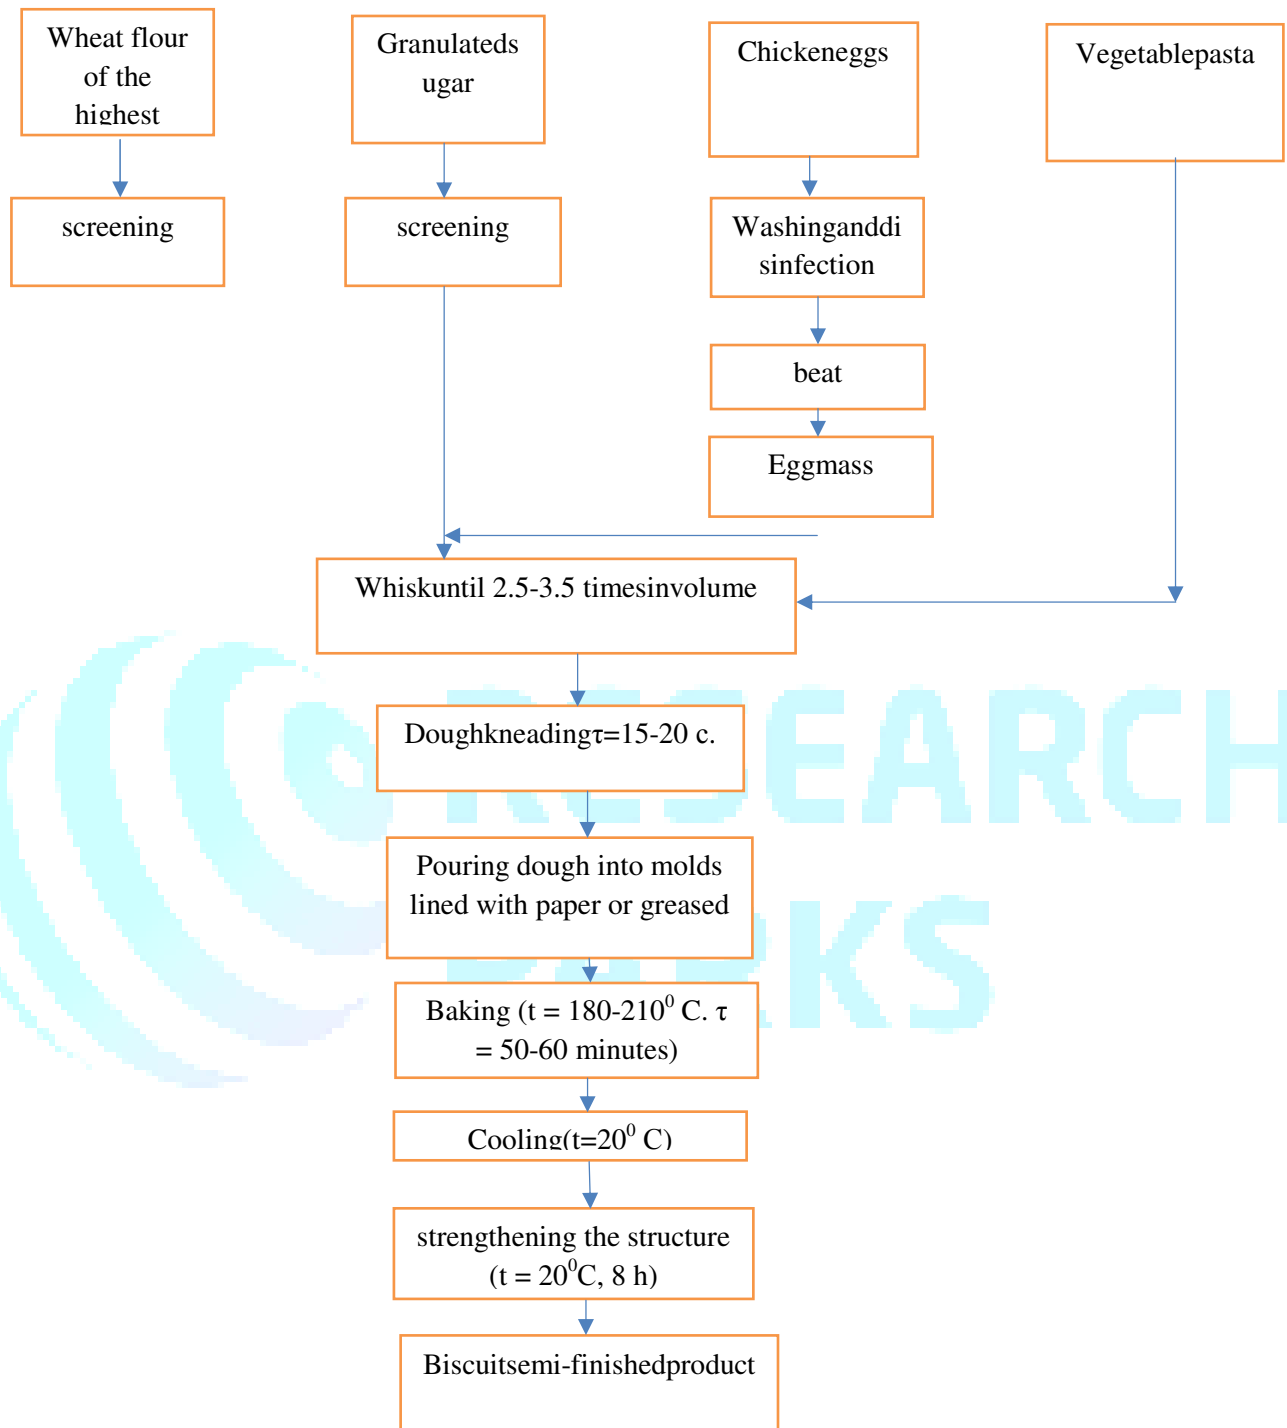 Wheat flour
of the
highest
Granulateds
ugar
Chickeneggs
Vegetablepasta
screening
screening
Washinganddi
sinfection
beat
Eggmass
Whiskuntil 2.5-3.5 timesinvolume
Doughkneadingτ=15-20 c.
Pouring dough into molds
lined with paper or greased
Baking (t = 180-210⁰ C. τ
= 50-60 minutes)
Cooling(t=20⁰ C)
strengthening the structure
(t = 20⁰C, 8 h)
Biscuitsemi-finishedproduct
RESEARCH
PARKS